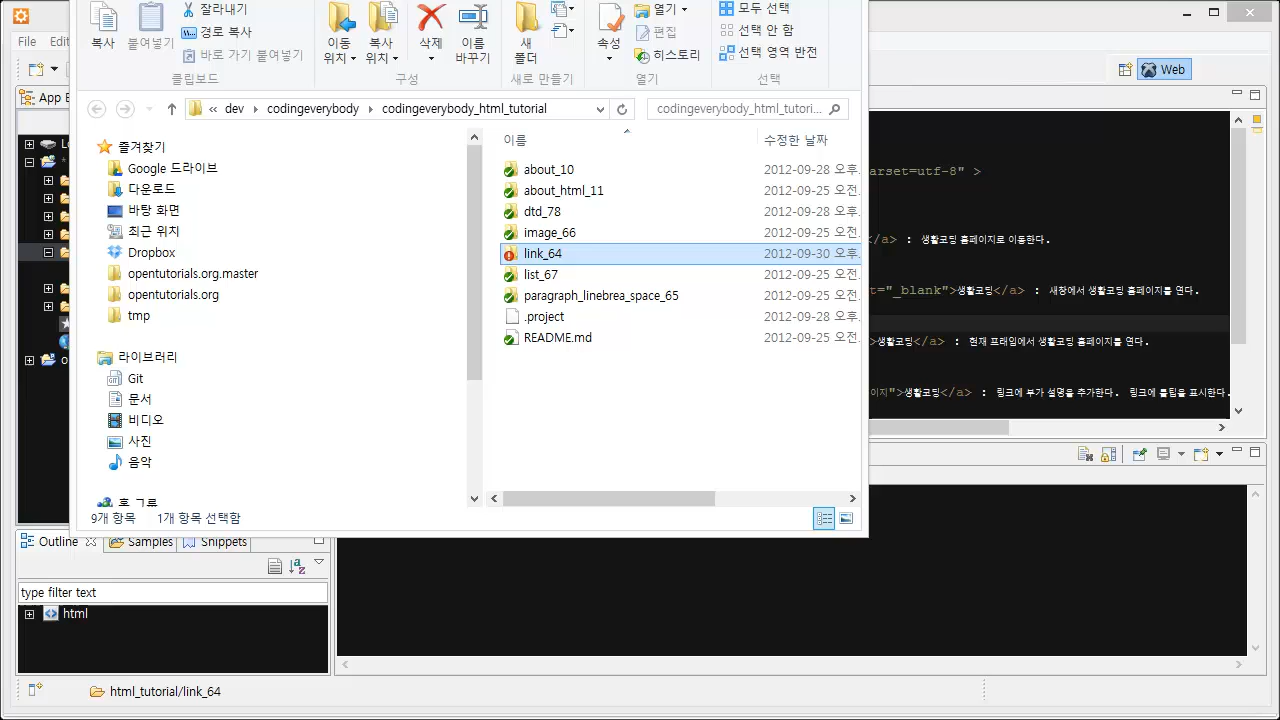 File Edit
잘라내기
경로 복사
바로 가기 붙여넣기
복사
붙여넣기
클립보드
이동
위치
복사
위치
삭제
이름
바꾸기
구성
새
폴더
새로 만들기
속성
열기
편집
히스토리
열기
모두 선택
선택 안 함
선택 영역 반전
선택
Web
App E
« dev codingeverybody codingeverybody_html_tutorial
codingeverybody_html_tutori...
즐겨찾기
Google 드라이브
다운로드
바탕 화면
최근 위치
Dropbox
opentutorials.org.master
opentutorials.org
tmp
라이브러리
Git
문서
비디오
사진
음악
홈 그룹
이름 수정한 날짜
about_10 2012-09-28 오후.
about_html_11 2012-09-25 오전.
dtd_78 2012-09-28 오후.
image_66 2012-09-25 오전.
link_64 2012-09-30 오후.
list_67 2012-09-25 오전.
paragraph_linebrea_space_65 2012-09-25 오전.
.project 2012-09-28 오후.
README.md 2012-09-25 오전.
9개 항목 1개 항목 선택함
arset=utf-8" >
</a> : 생활코딩 홈페이지로 이동한다.
t="_blank">생활코딩</a> : 새창에서 생활코딩 홈페이지를 연다.
>생활코딩</a> : 현재 프레임에서 생활코딩 홈페이지를 연다.
이지">생활코딩</a> : 링크에 부가 설명을 추가한다. 링크에 툴팁을 표시한다.
Outline Samples Snippets
type filter text
html
html_tutorial/link_64